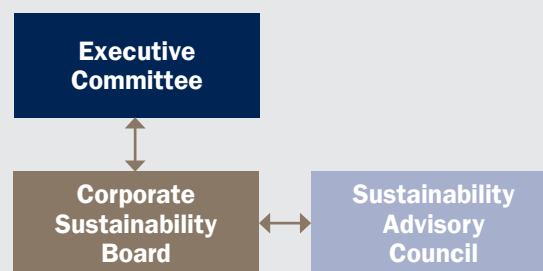 Executive
Committee
Corporate
Sustainability
Board
Sustainability
Advisory
Council